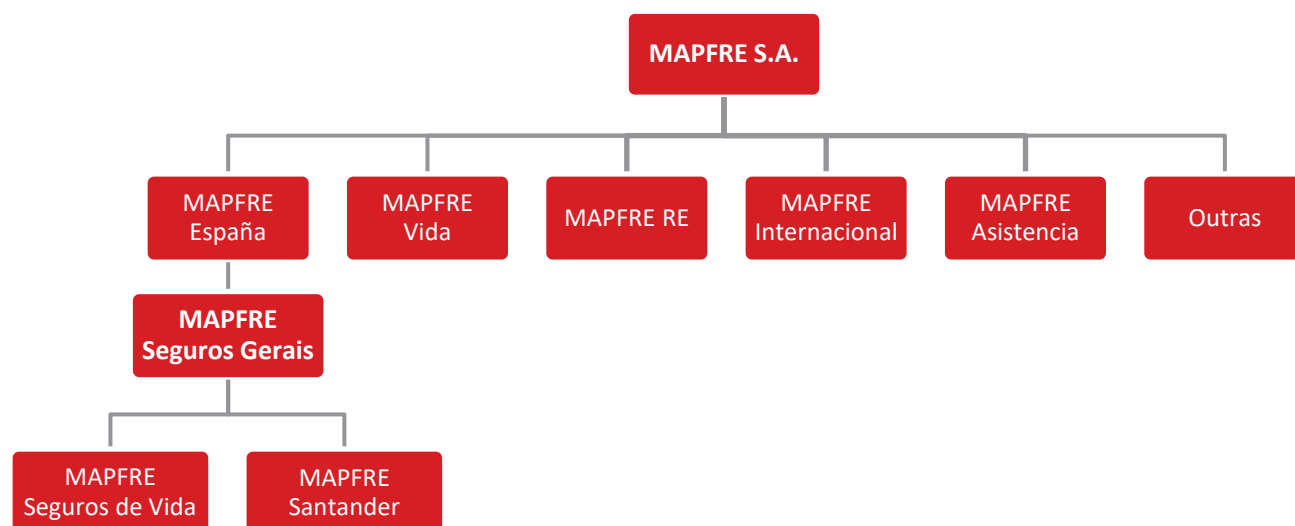 MAPFRE S.A.
MAPFRE
España
MAPFRE
Vida
MAPFRE RE
MAPFRE
Internacional
MAPFRE
Asistencia
Outras
MAPFRE
Seguros Gerais
MAPFRE
Seguros de Vida
MAPFRE
Santander